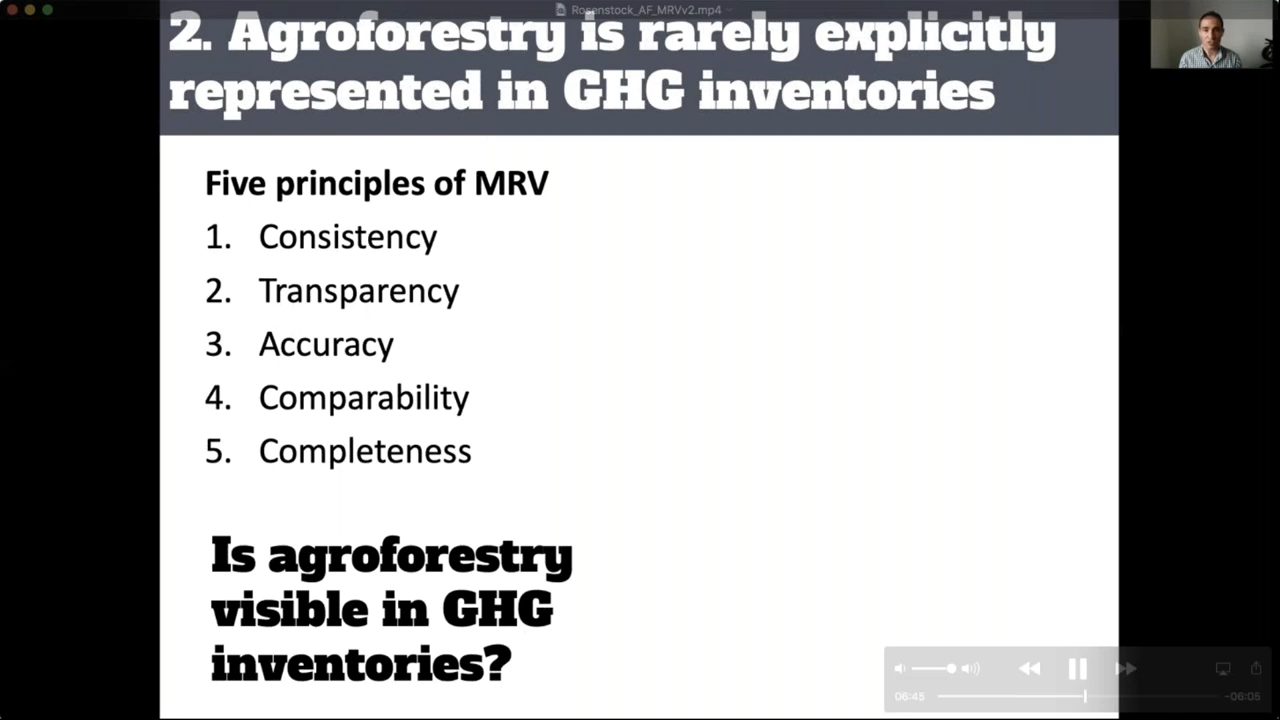 Rosenstock_AF_MRVv2.mp4
2. Agroforestry is rarely explicitly
represented in GHG inventories
Five principles of MRV
1. Consistency
2. Transparency
3. Accuracy
4. Comparability
5. Completeness
Is agroforestry
visible in GHG
inventories?
06:45
-06:05